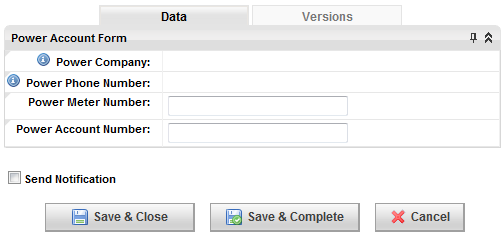 Data Versions
Power Account Form
Power Company:
Power Phone Number:
Power Meter Number:
Power Account Number:
Send Notification
Save & Close Save & Complete Cancel